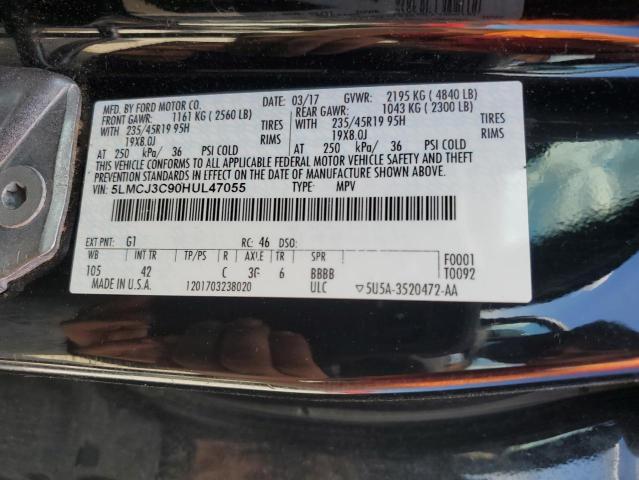 MFD. BY FORD MOTOR CO. DATE: 03/17 GVWR: 2195 KG ( 4840 LB)
FRONT GAWR: 1161 KG ( 2560 LB) REAR GAWR: 1043 KG ( 2300 LB)
WITH 235/45R19 95H TIRES WITH 235/45R19 95H TIRES
19X8.0J RIMS 19X8.0J RIMS
AT 250 kPa/ 36 PSI COLD AT 250 kPa/ 36 PSI COLD
THIS VEHICLE CONFORMS TO ALL APPLICABLE FEDERAL MOTOR VEHICLE SAFETY AND THEFT
PREVENTION STANDARDS IN EFFECT ON THE DATE OF MANUFACTURE SHOWN ABOVE.
VIN: 5LMCJ3C90HUL47055 TYPE: MPV
EXT PNT: G1 RC: 46 DSO:
WB INT TR TP/PS R AXLE TR SPR F0001
105 42 C 3G 6 BBBB T0092
MADE IN U.S.A. 1201703238020 ULC ▽5U5A-3520472-AA